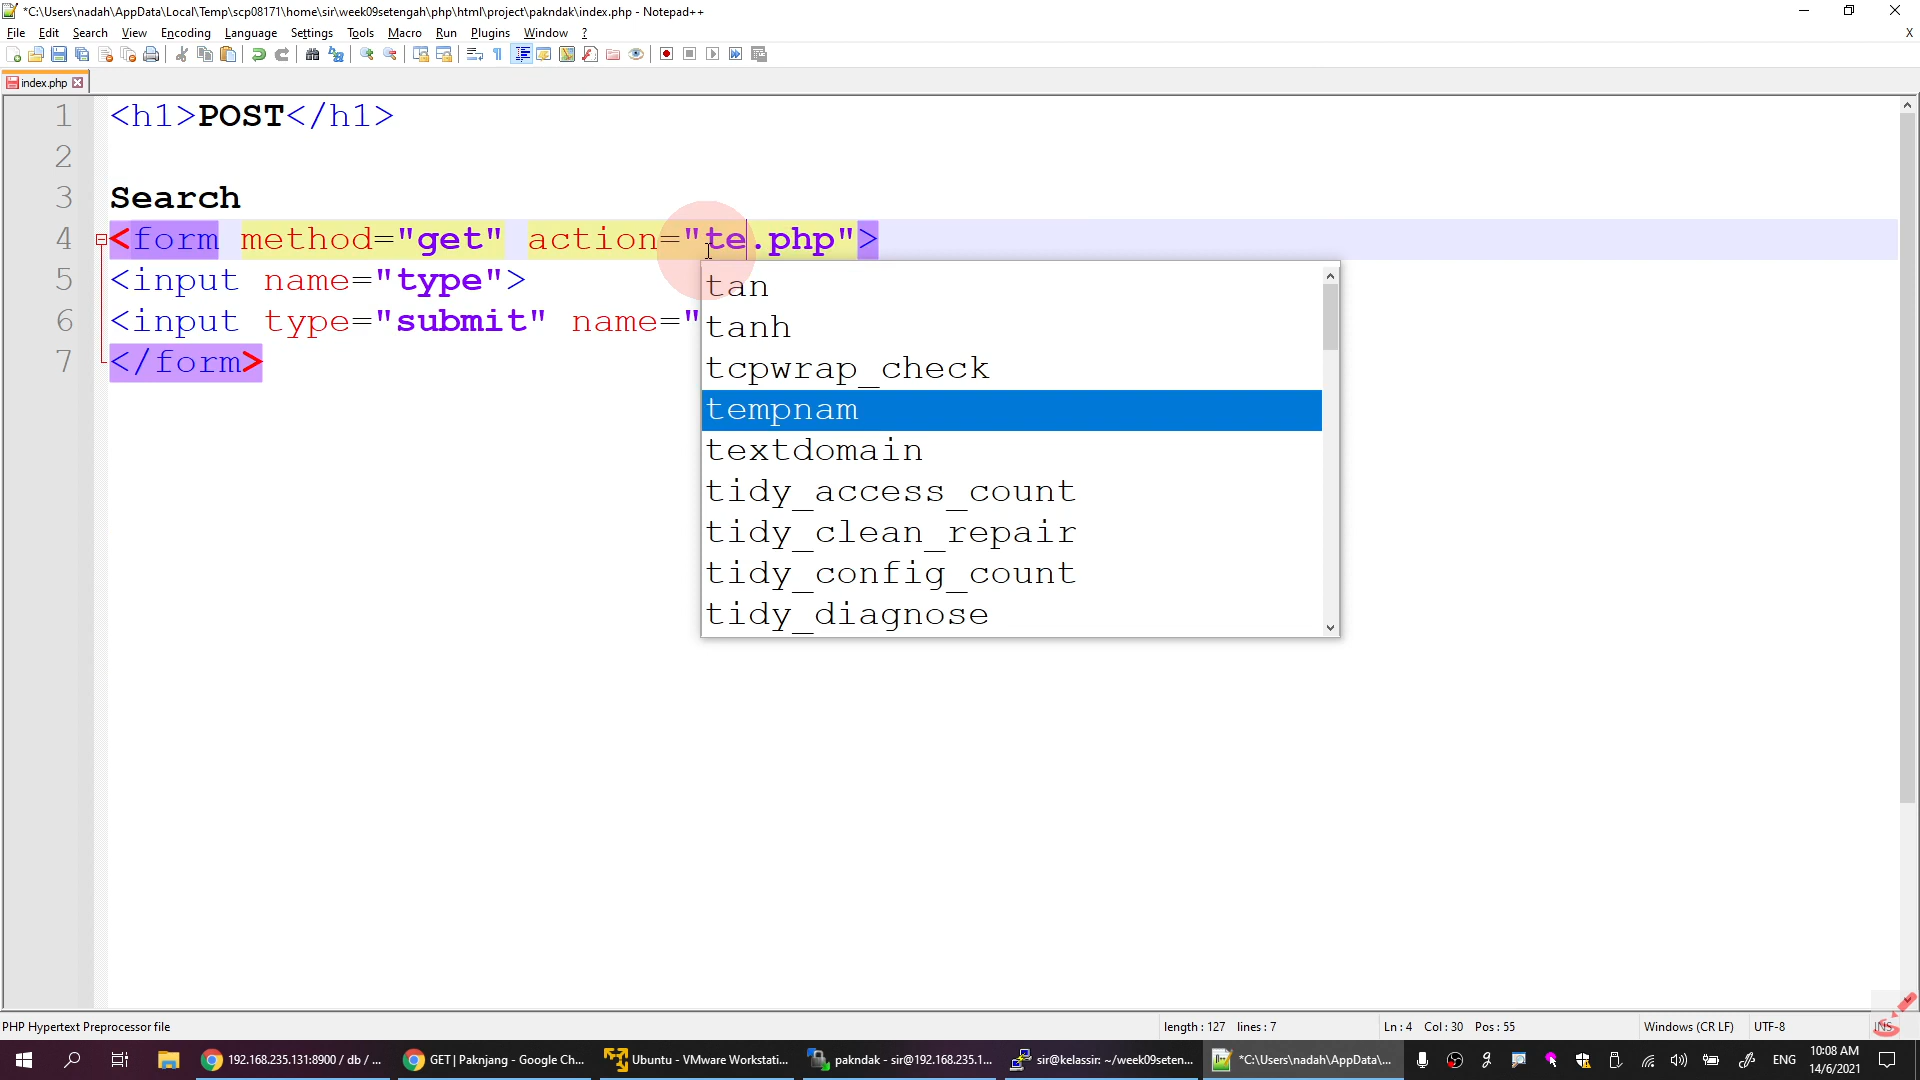 *C:\Users\nadah\AppData\Local\Temp\scp08171\home\sir\week09setengah\php\html\project\pakndak\index.php - Notepad++
File Edit Search View Encoding Language Settings Tools Macro Run Plugins Window ? X
index.php
1 <h1>POST</h1>
2
3 Search
4 <form method="get" action="te.php">
5 <input name="type">
6 <input type="submit" name="
7 </form>
tan
tanh
tcpwrap_check
tempnam
textdomain
tidy_access_count
tidy_clean_repair
tidy_config_count
tidy_diagnose
PHP Hypertext Preprocessor file length : 127 lines : 7 Ln : 4 Col : 30 Pos : 55 Windows (CR LF) UTF-8 INS
192.168.235.131:8900 / db / ... GET | Paknjang - Google Ch... Ubuntu - VMware Workstati... pakndak - sir@192.168.235.1... sir@kelassir: ~/week09seten... *C:\Users\nadah\AppData\... ENG 10:08 AM
14/6/2021